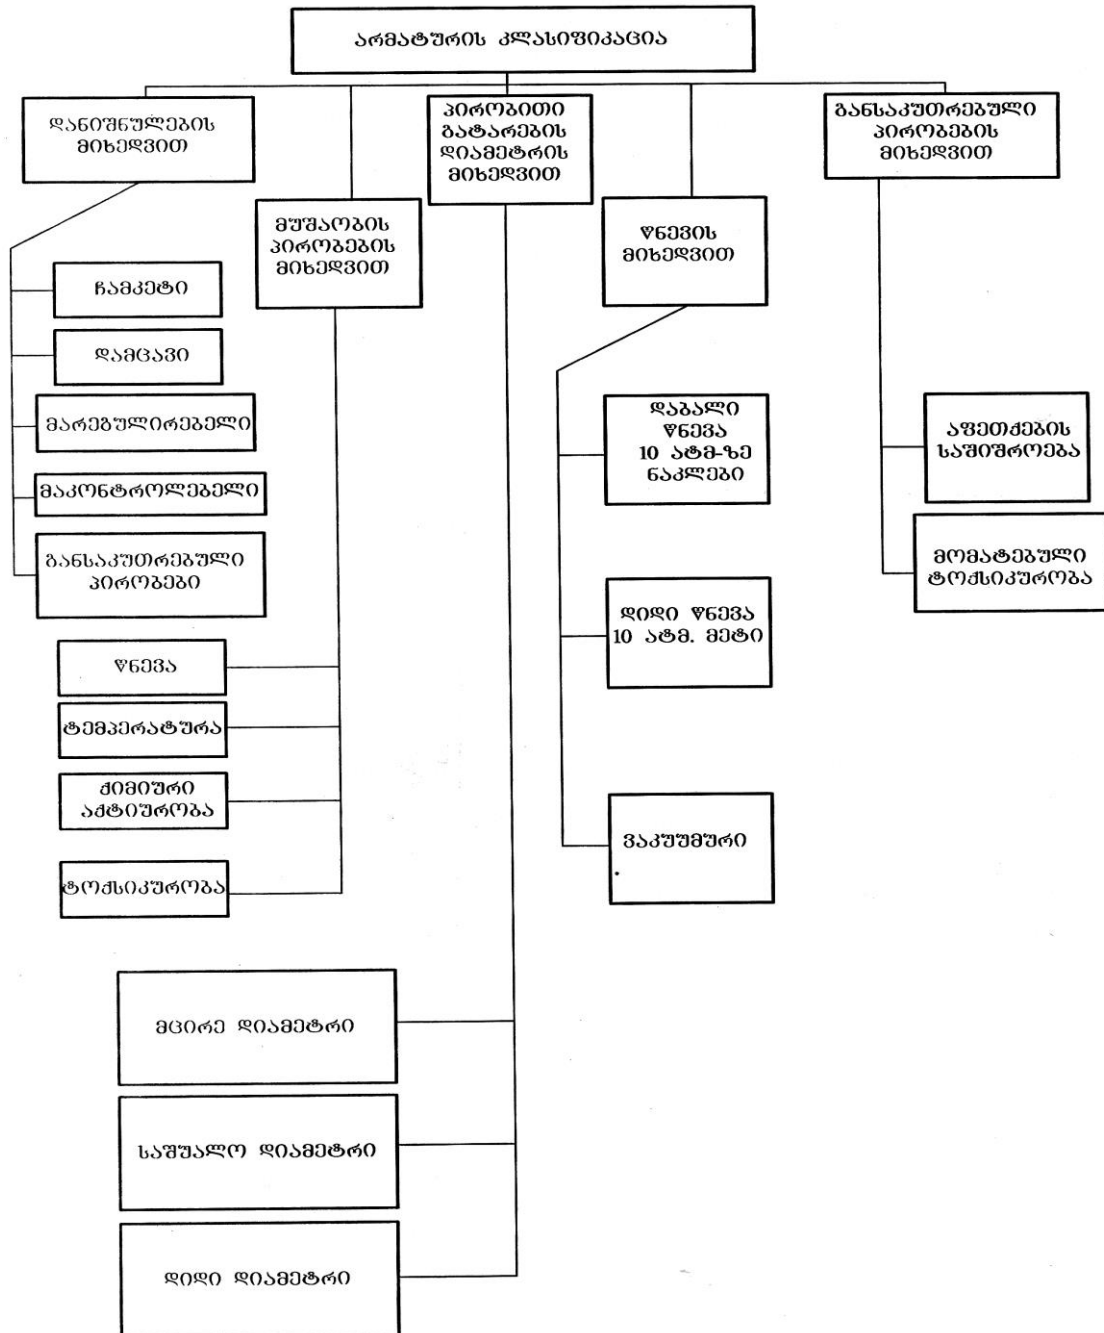 არმატურის კლასიფიკაცია
დანიშნულების
მიხედვით
პირობითი
გატარების
დიამეტრის
მიხედვით
განსაკუთრებული
პირობების
მიხედვით
მუშაობის
პირობების
მიხედვით
წნევის
მიხედვით
ჩამკეტი
დამცავი
მარეგულირებელი
მაკონტროლებელი
განსაკუთრებული
პირობები
წნევა
ტემპერატურა
ქიმიური
აქტიურობა
ტოქსიკურობა
მცირე დიამეტრი
საშუალო დიამეტრი
დიდი დიამეტრი
დაბალი
წნევა
10 ატმ-ზე
ნაკლები
დიდი წნევა
10 ატმ. მეტი
ვაკუუმური
აფეთქების
საშიშროება
მომატებული
ტოქსიკურობა